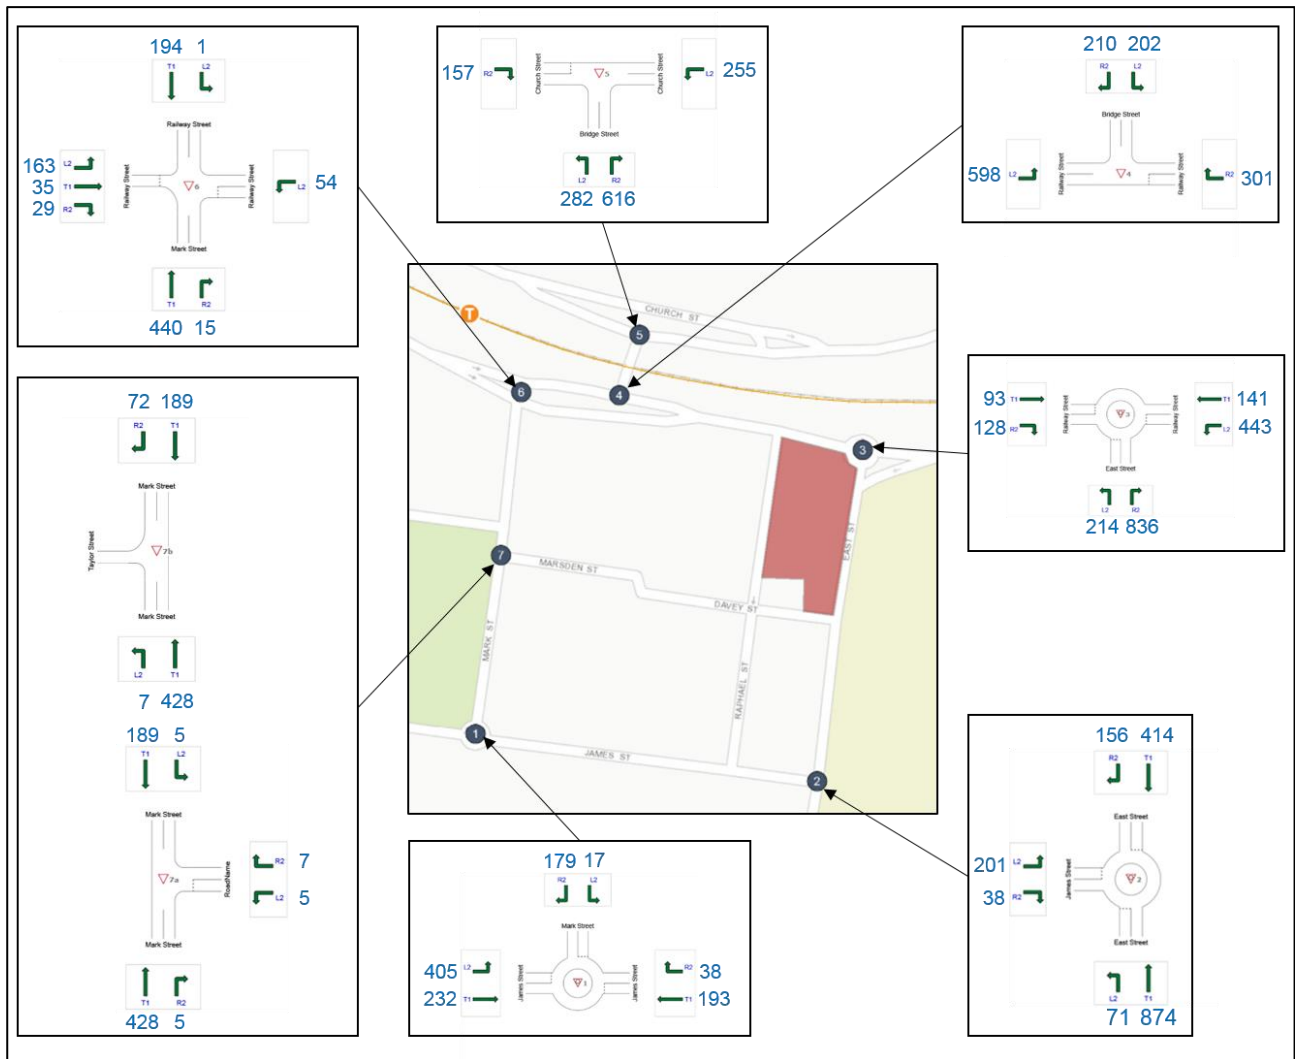 194 1
T1 L2
Railway Street
163 L2
35 T1
29 R2
Railway Street
6
Railway Street
L2 54
Mark Street
T1 R2
440 15
157 R2
Church Street
5
Church Street
L2 255
Bridge Street
L2 R2
282 616
210 202
R2 L2
Bridge Street
598 L2
Railway Street
4
Railway Street
R2 301
CHURCH ST
T
5
6
4
3
7
MARSDEN ST
DAVEY ST
EAST ST
MARK ST
RAPHAEL ST
1
JAMES ST
2
93 T1
128 R2
Railway Street
3
Railway Street
T1 141
L2 443
East Street
L2 R2
214 836
72 189
R2 T1
Mark Street
Taylor Street
7b
Mark Street
L2 T1
7 428
189 5
T1 L2
Mark Street
7a
RoadName
R2 7
L2 5
Mark Street
T1 R2
428 5
179 17
R2 L2
Mark Street
405 L2
232 T1
James Street
1
James Street
R2 38
T1 193
156 414
R2 T1
East Street
201 L2
38 R2
James Street
2
East Street
L2 T1
71 874